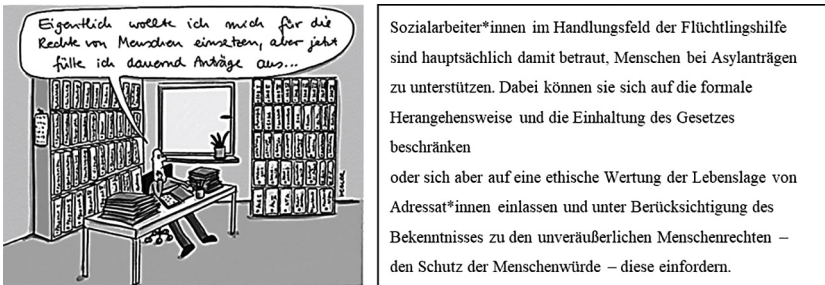 Eigentlich wollte ich mich für die
Rechte von Menschen einsetzen, aber jetzt
fülle ich dauernd Anträge aus...
Sozialarbeiter*innen im Handlungsfeld der Flüchtlingshilfe
sind hauptsächlich damit betraut, Menschen bei Asylanträgen
zu unterstützen. Dabei können sie sich auf die formale
Herangehensweise und die Einhaltung des Gesetzes
beschränken
oder sich aber auf eine ethische Wertung der Lebenslage von
Adressat*innen einlassen und unter Berücksichtigung des
Bekenntnisses zu den unveräußerlichen Menschenrechten –
den Schutz der Menschenwürde – diese einfordern.